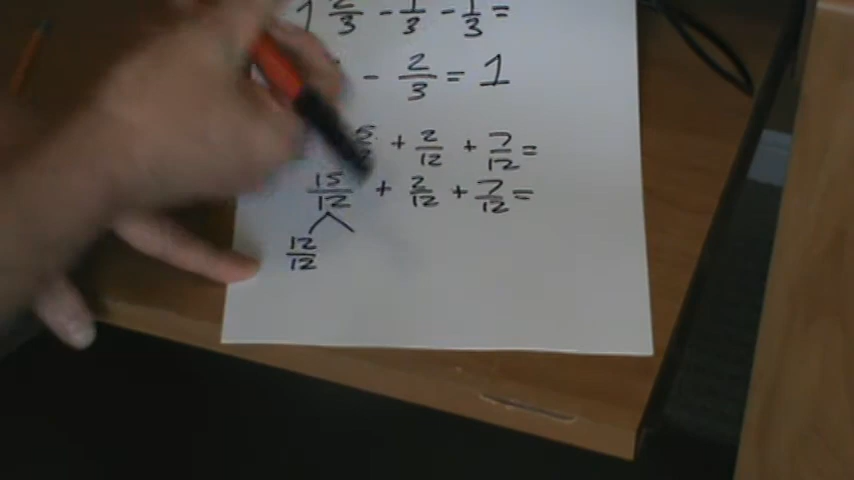 1 2/3 - 1/3 - 1/3 =
- 2/3 = 1
+ 2/12 + 7/12 =
15/12 + 2/12 + 7/12 =
12/12